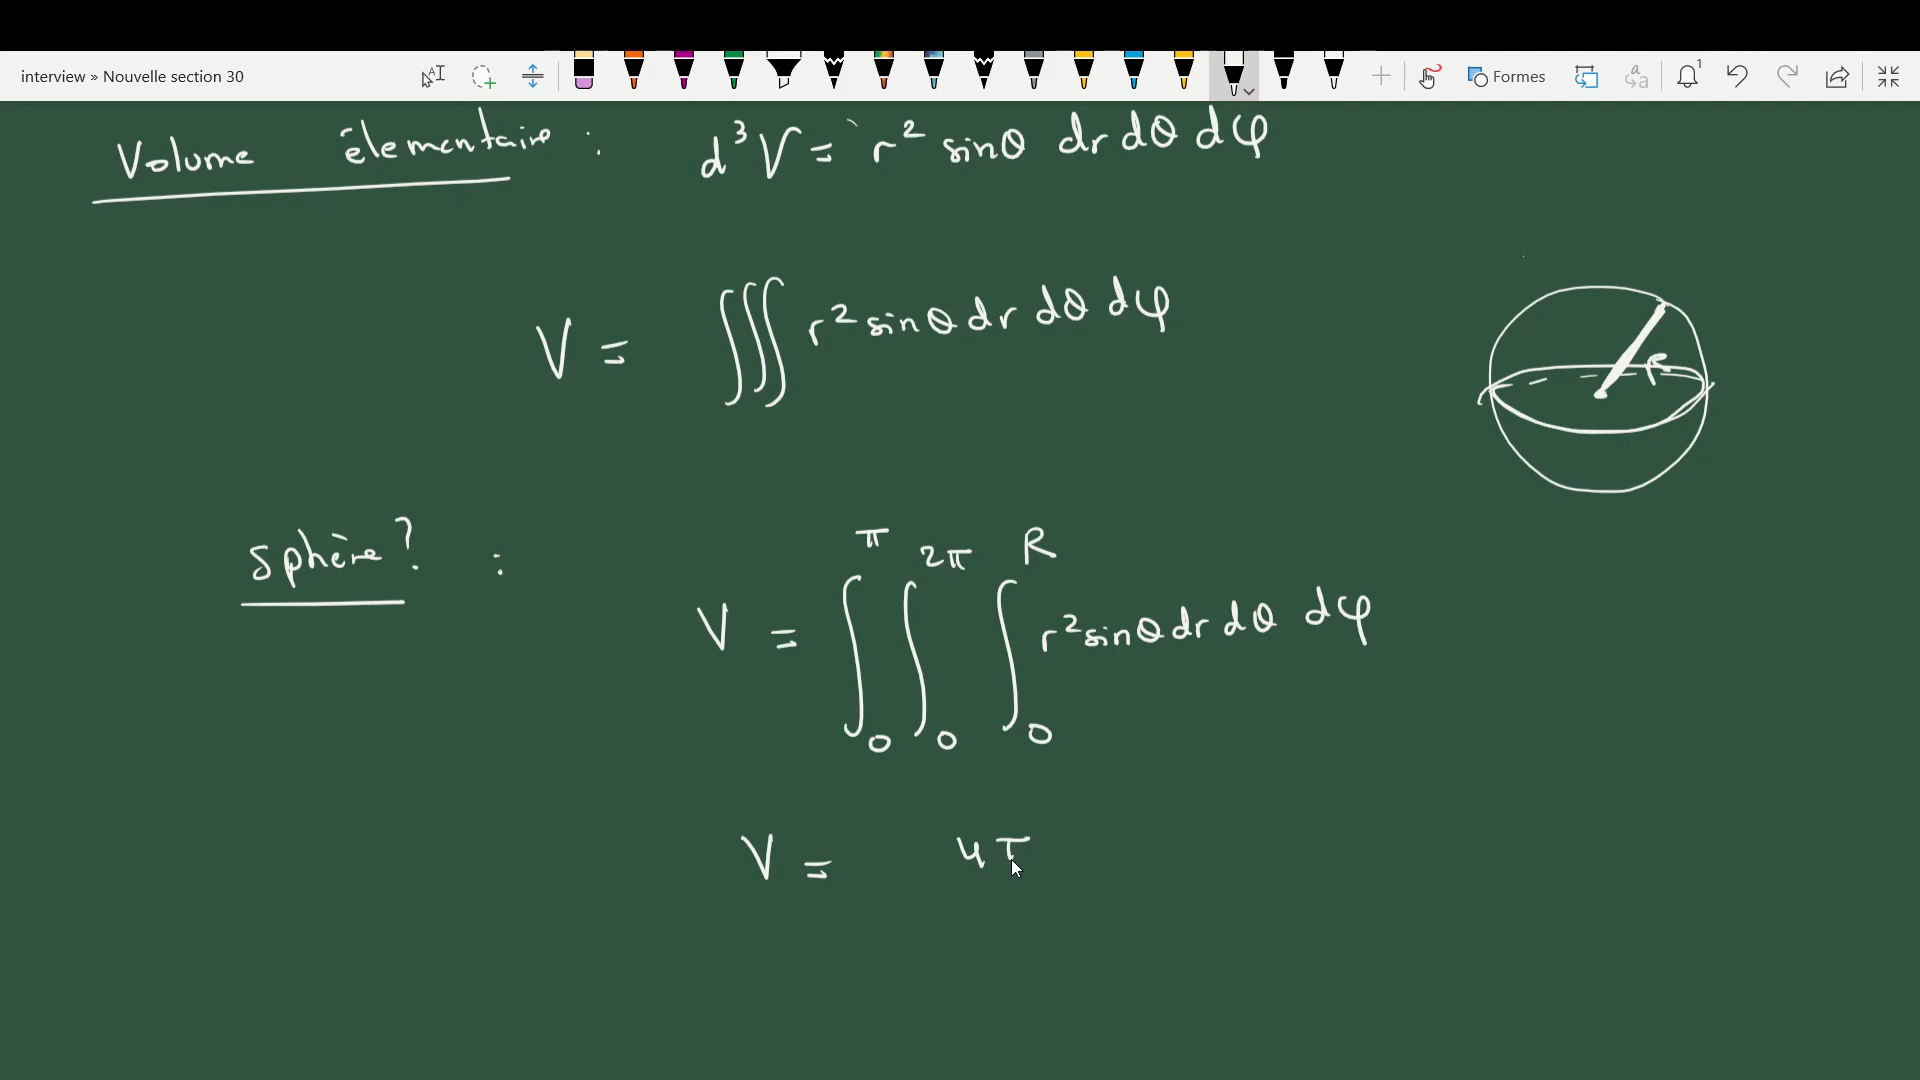 interview » Nouvelle section 30 Formes 1
Volume élementaire : d³V = r² sinθ dr dθ dφ
V = ∭ r² sinθ dr dθ dφ
R
Sphère? : V = ∫₀^π ∫₀^2π ∫₀^R r² sinθ dr dθ dφ
V = 4π